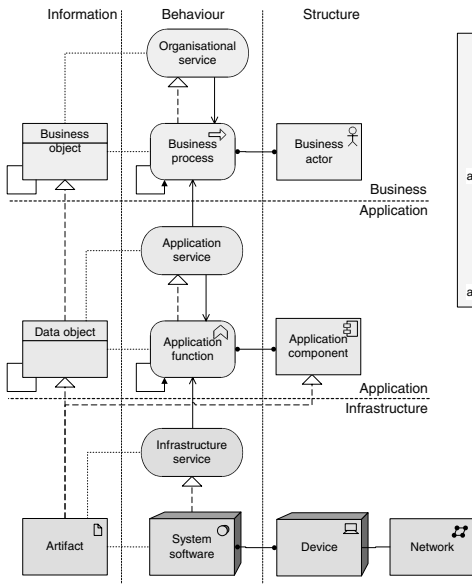 Information
Behaviour
Structure
Organisational
service
Business
object
Business
process
Business
actor
Business
Application
Application
service
Data object
Application
function
Application
component
Application
Infrastructure
Infrastructure
service
Artifact
System
software
Device
Network
a
a